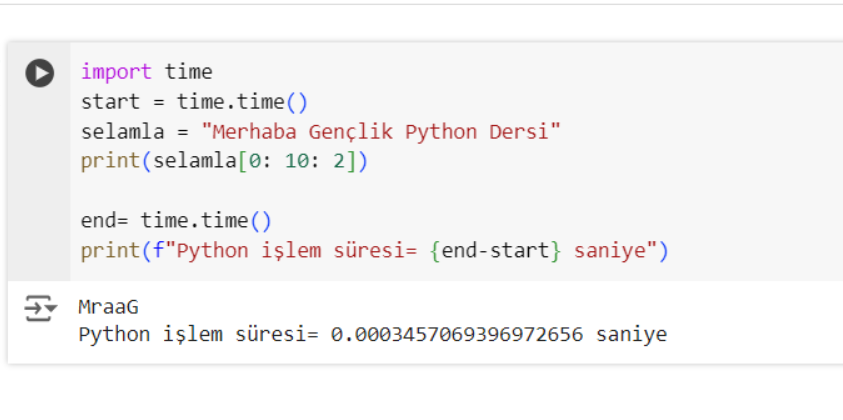 import time
start = time.time()
selamla = "Merhaba Gençlik Python Dersi"
print(selamla[0: 10: 2])
end= time.time()
print(f"Python işlem süresi= {end-start} saniye")
MraaG
Python işlem süresi= 0.0003457069396972656 saniye